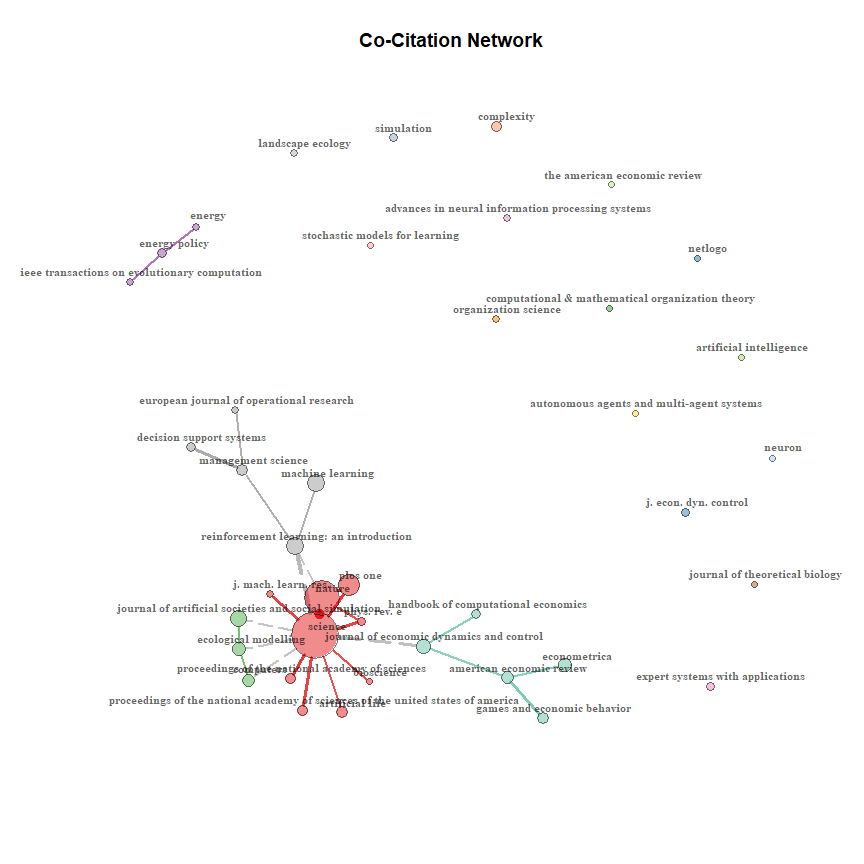 Co-Citation Network
complexity
simulation
landscape ecology
the american economic review
advances in neural information processing systems
energy
stochastic models for learning
energy policy
netlogo
ieee transactions on evolutionary computation
computational & mathematical organization theory
organization science
artificial intelligence
european journal of operational research
autonomous agents and multi-agent systems
decision support systems
neuron
management science
machine learning
j. econ. dyn. control
reinforcement learning: an introduction
plos one
journal of theoretical biology
j. mach. learn. res.
nature
handbook of computational economics
journal of artificial societies and social simulation
phys. rev. e
science
journal of economic dynamics and control
ecological modelling
econometrica
proceedings of the national academy of sciences
computers
american economic review
bioscience
expert systems with applications
proceedings of the national academy of sciences of the united states of america
artificial life
games and economic behavior